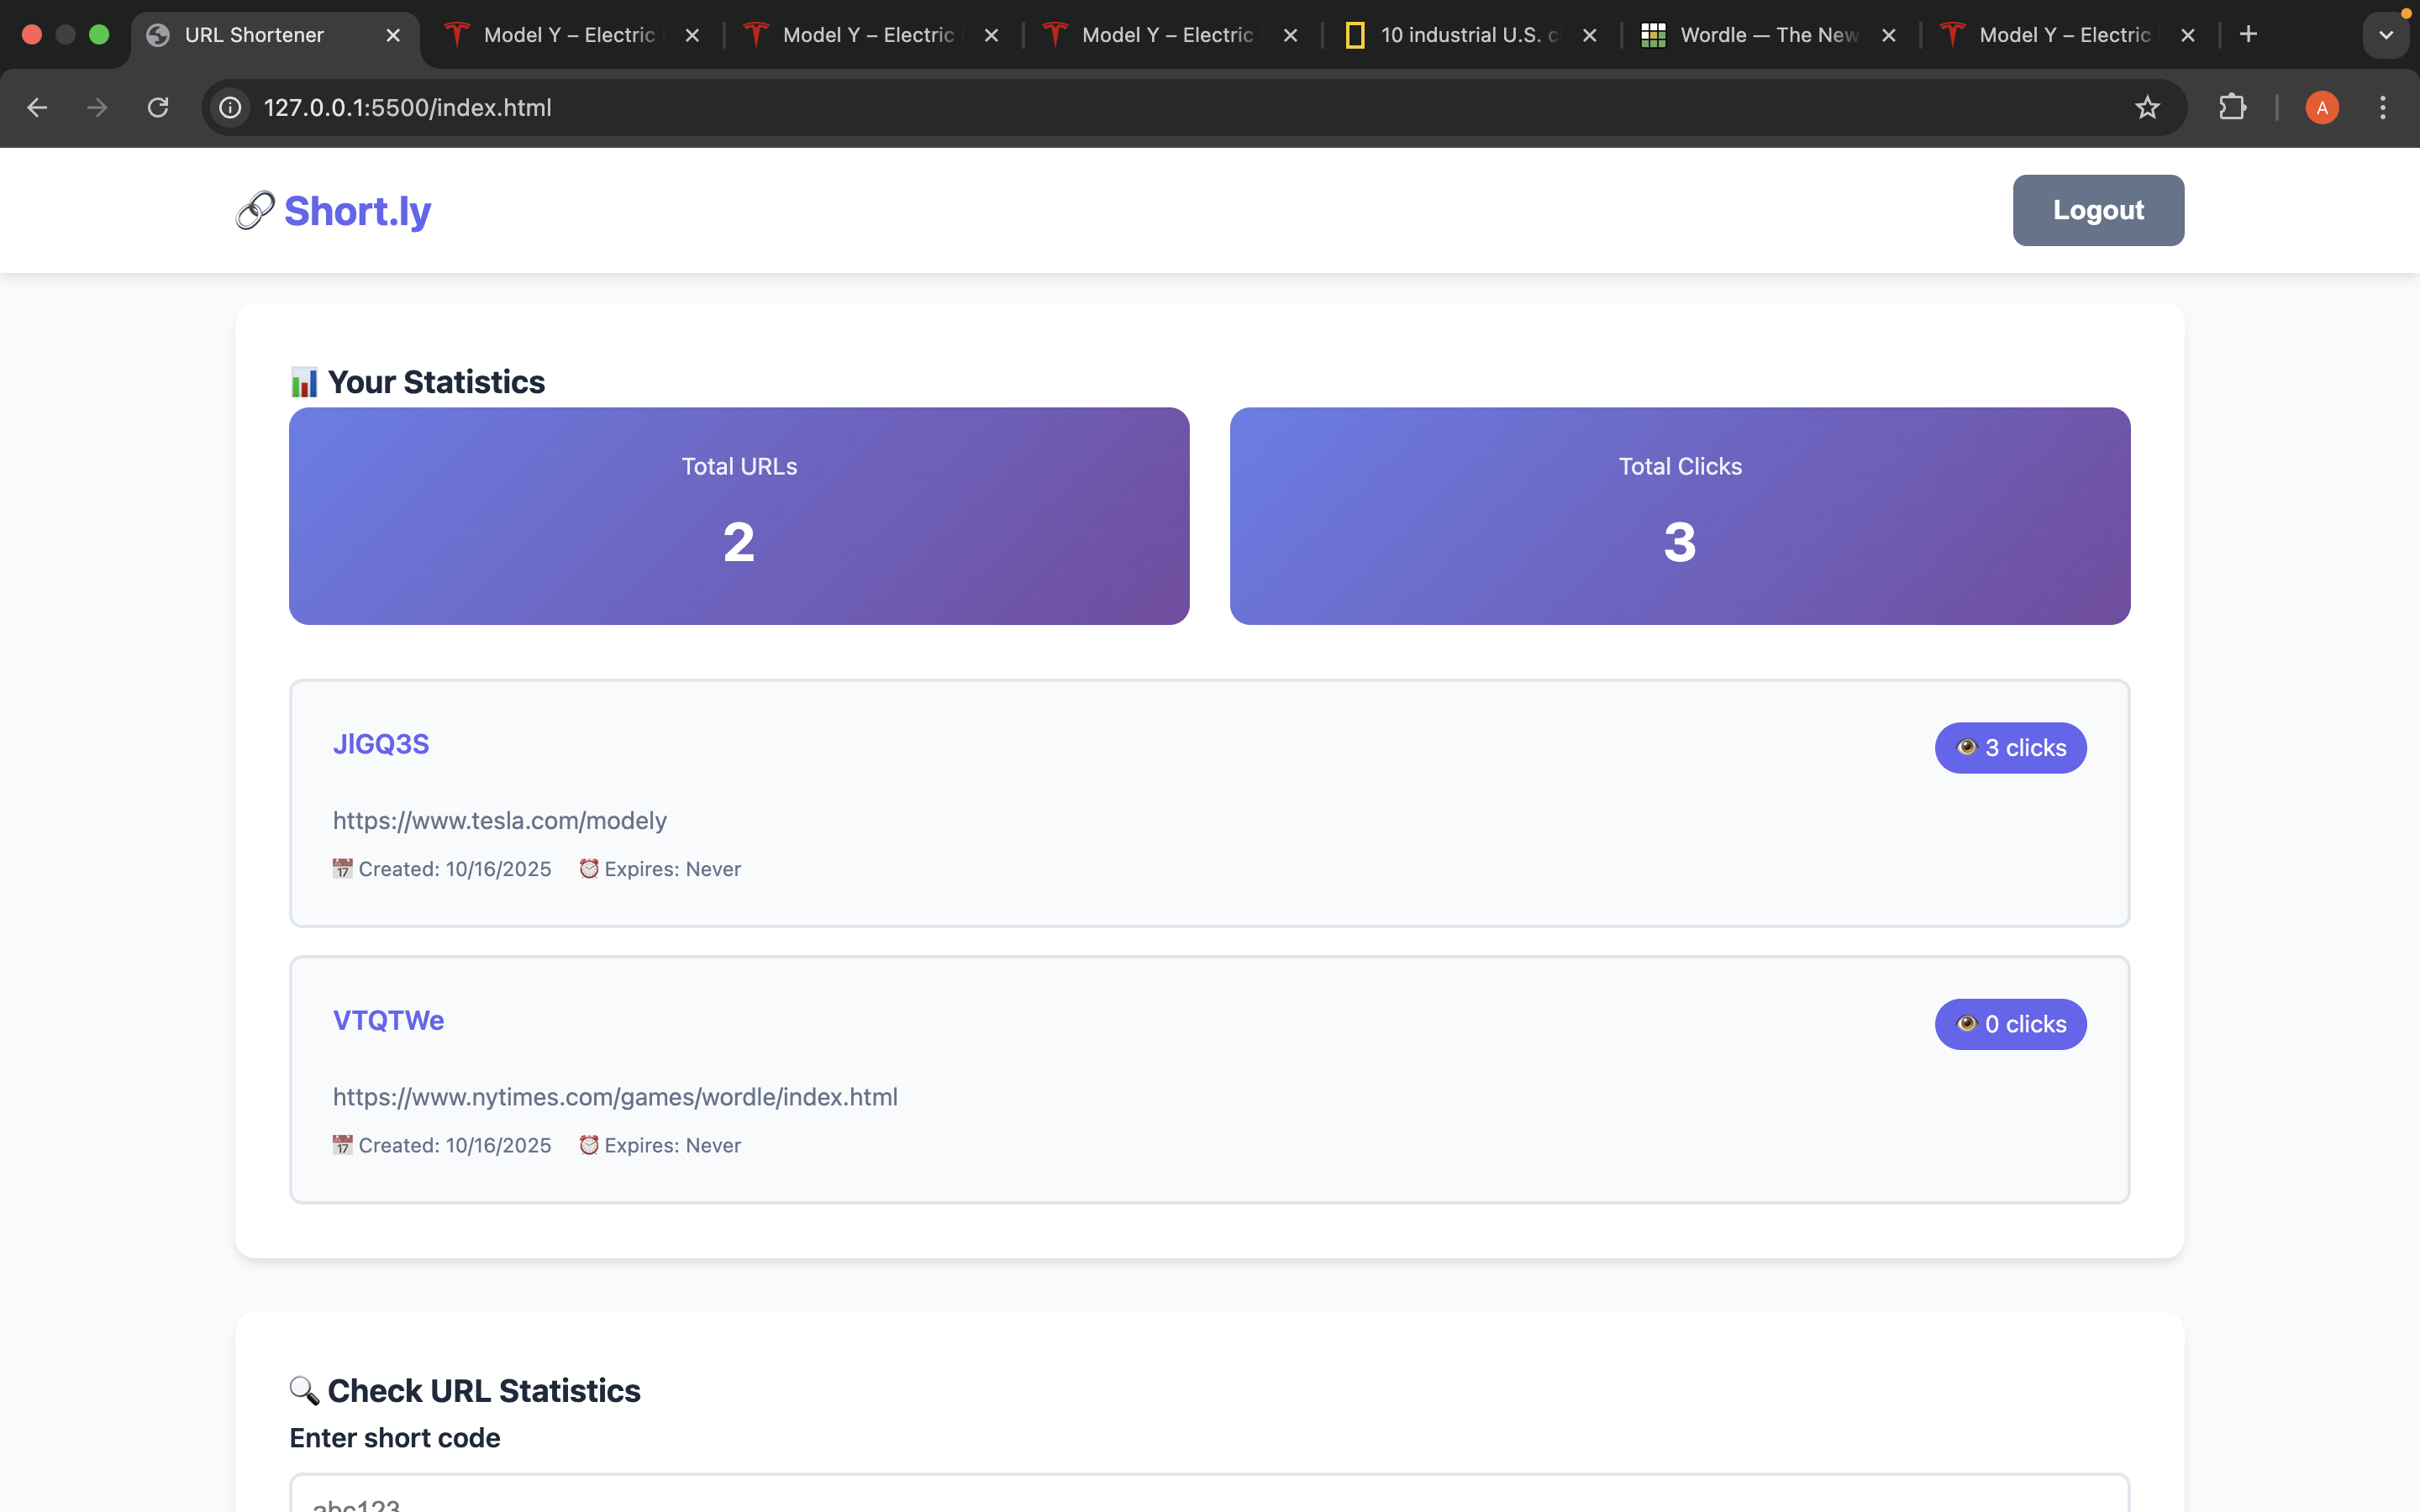 URL Shortener
Model Y – Electric
Model Y – Electric
Model Y – Electric
10 industrial U.S. c
Wordle — The New
Model Y – Electric
127.0.0.1:5500/index.html
A
Short.ly
Logout
Your Statistics
Total URLs
2
Total Clicks
3
JlGQ3S
3 clicks
https://www.tesla.com/modely
17 Created: 10/16/2025 Expires: Never
VTQTWe
0 clicks
https://www.nytimes.com/games/wordle/index.html
17 Created: 10/16/2025 Expires: Never
Check URL Statistics
Enter short code
abc123